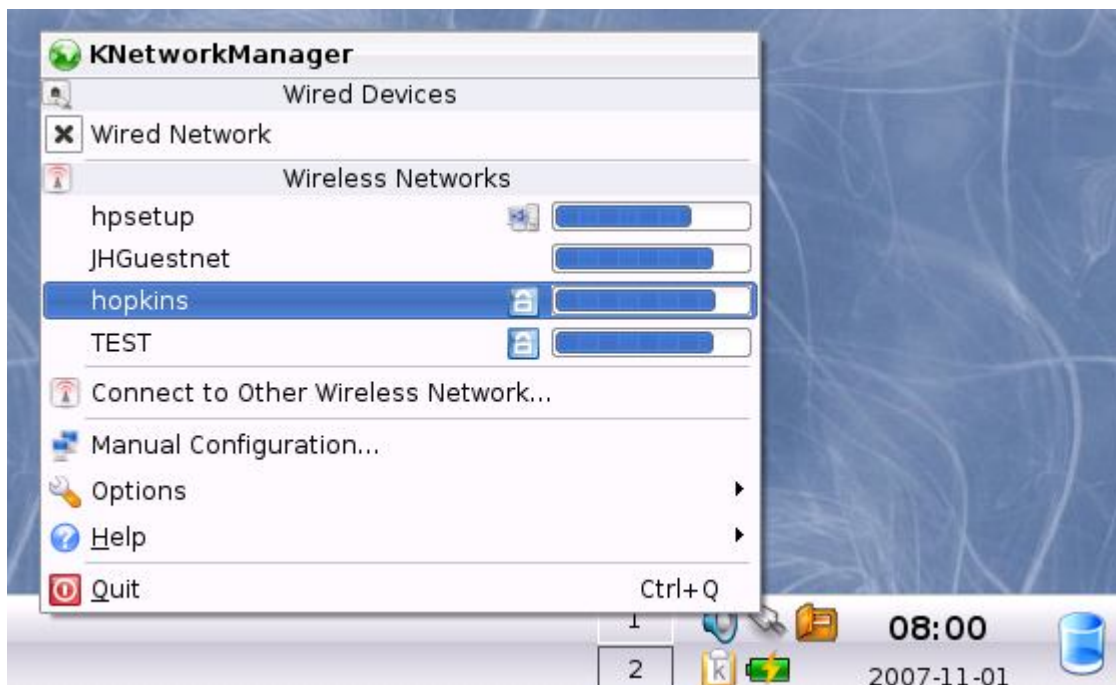 KNetworkManager
Wired Devices
Wired Network
Wireless Networks
hpsetup
JHGuestnet
hopkins
TEST
Connect to Other Wireless Network...
Manual Configuration...
Options
Help
Quit Ctrl+Q
1
08:00
2
2007-11-01